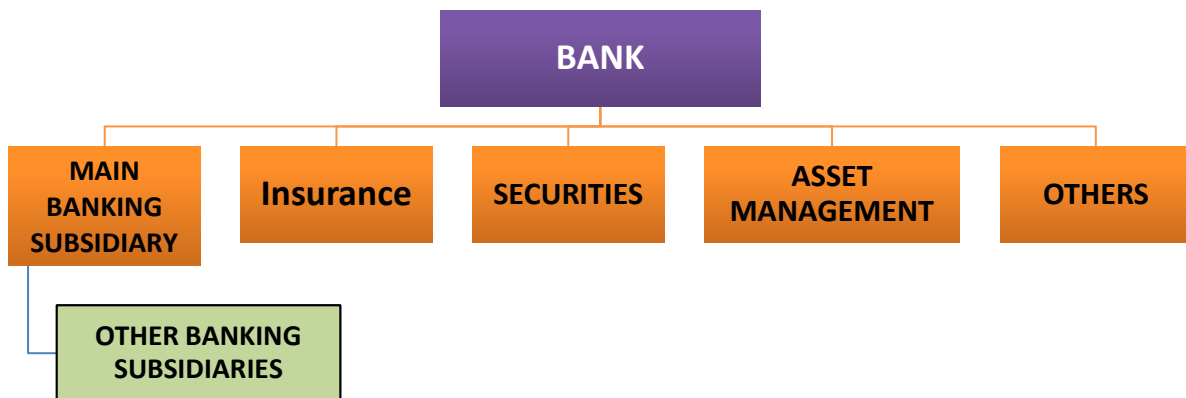 BANK
MAIN
BANKING
SUBSIDIARY
Insurance
SECURITIES
ASSET
MANAGEMENT
OTHERS
OTHER BANKING
SUBSIDIARIES